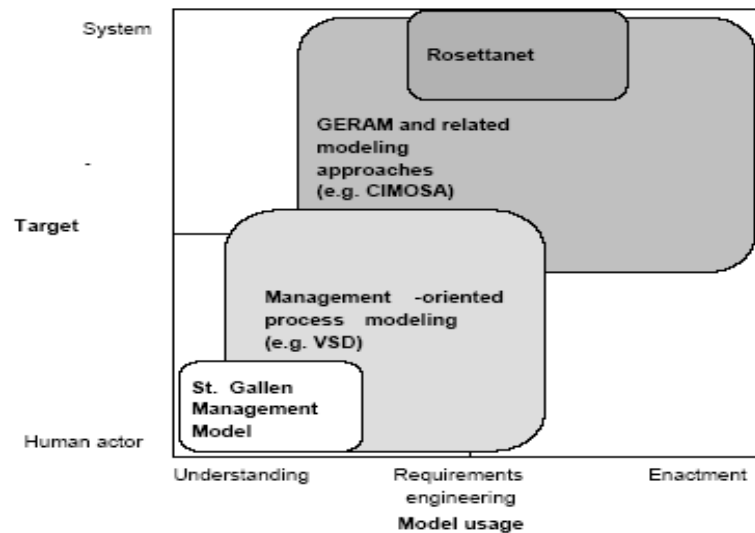 System
Rosettanet
GERAM and related
modeling
approaches
(e.g. CIMOSA)
-
Target
Management -oriented
process modeling
(e.g. VSD)
St. Gallen
Management
Model
Human actor
Understanding
Requirements
engineering
Enactment
Model usage